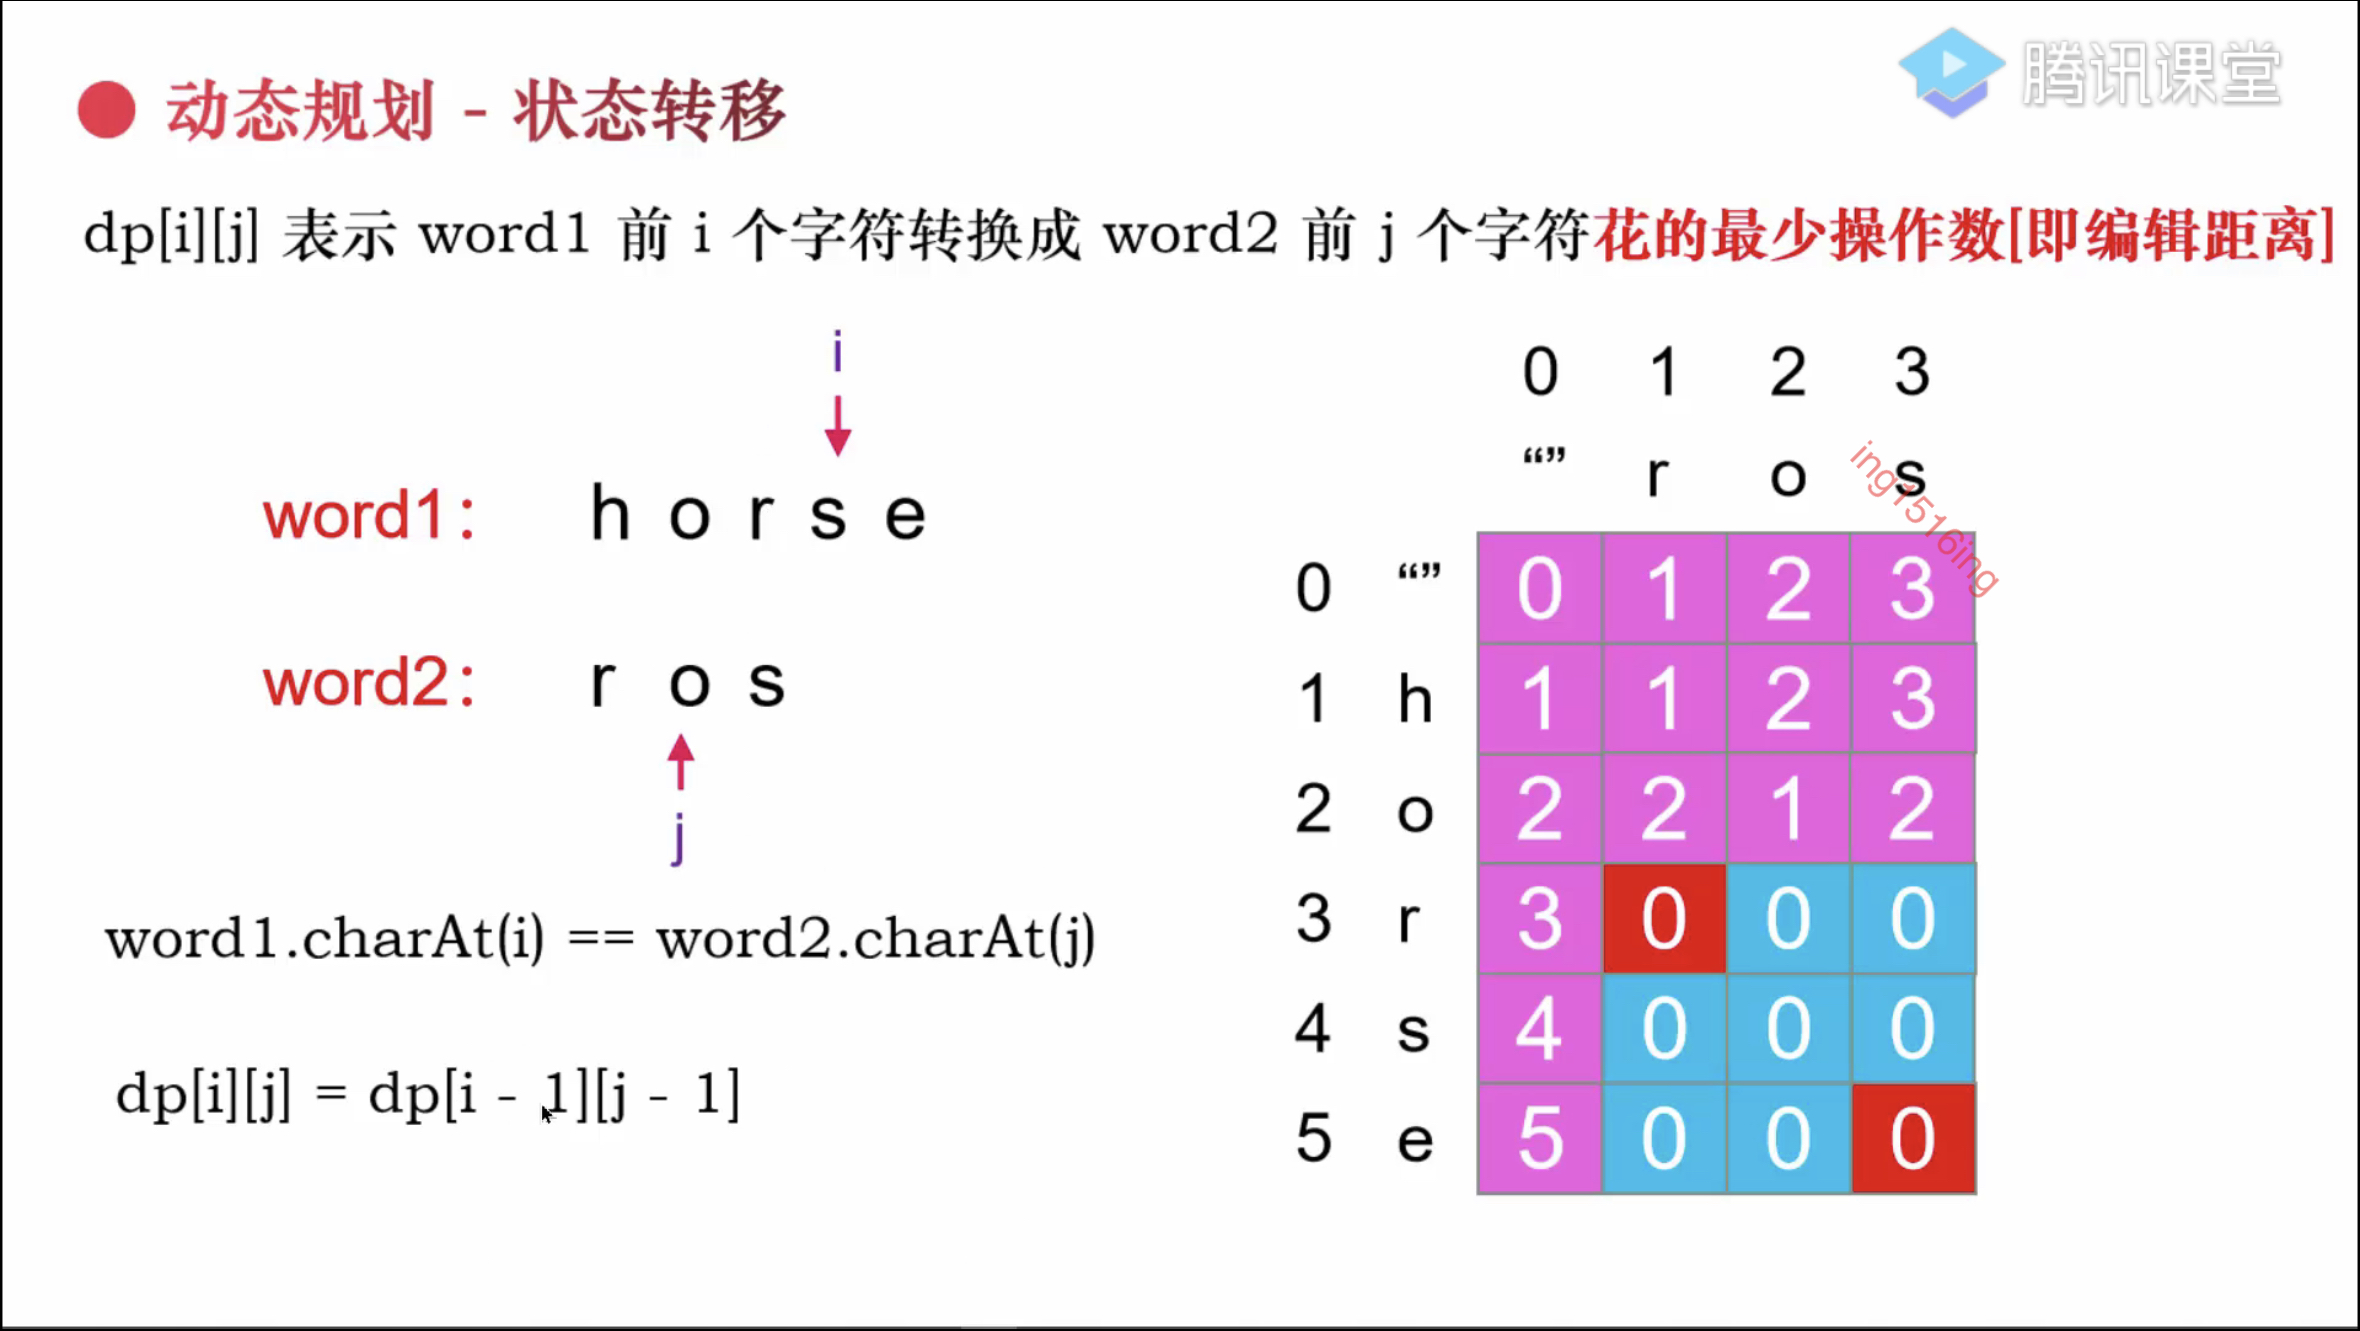 动态规划 - 状态转移
腾讯课堂
dp[i][j] 表示 word1 前 i 个字符转换成 word2 前 j 个字符花的最少操作数[即编辑距离]
i
word1: h o r s e
word2: r o s
j
word1.charAt(i) == word2.charAt(j)
dp[i][j] = dp[i - 1][j - 1]
0 1 2 3
“” r o s
0 “” 0 1 2 3
1 h 1 1 2 3
2 o 2 2 1 2
3 r 3 0 0 0
4 s 4 0 0 0
5 e 5 0 0 0
ing1516ing